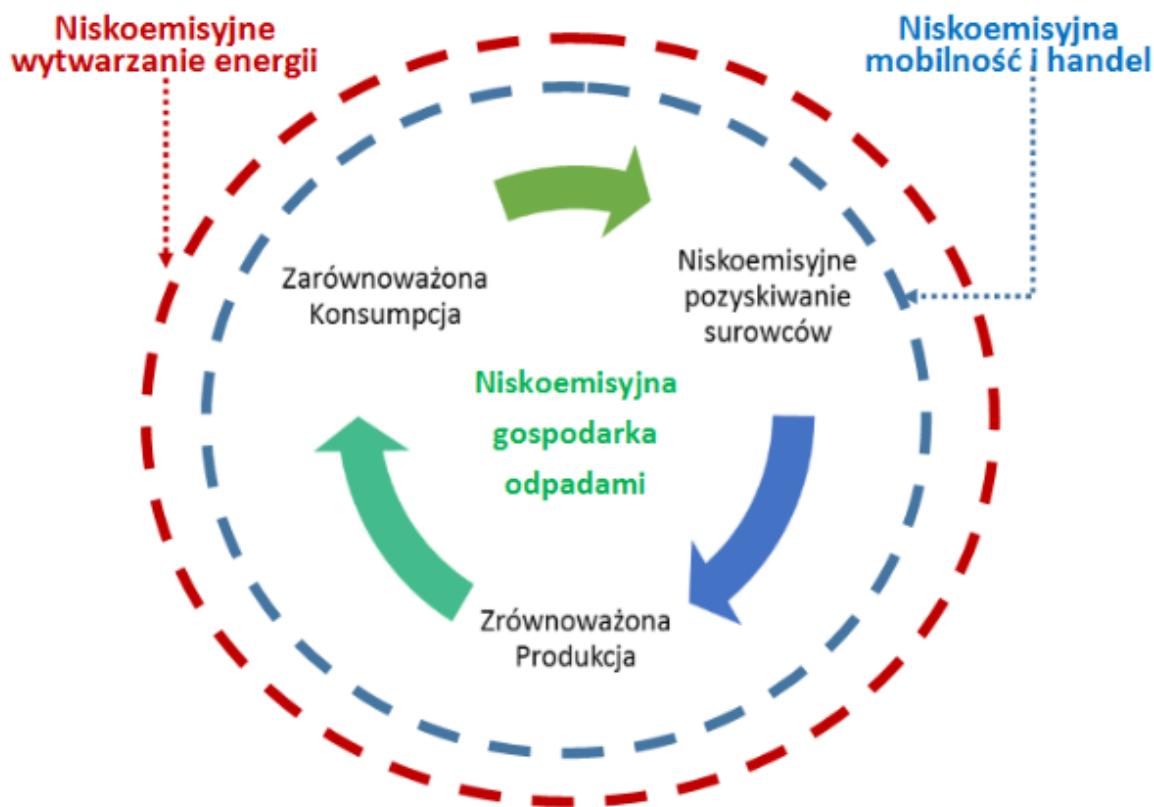 Niskoemisyjne
wytwarzanie energii
Niskoemisyjna
mobilność i handel
Zarównoważona
Konsumpcja
Niskoemisyjne
pozyskiwanie
surowców
Niskoemisyjna
gospodarka
odpadami
Zrównoważona
Produkcja